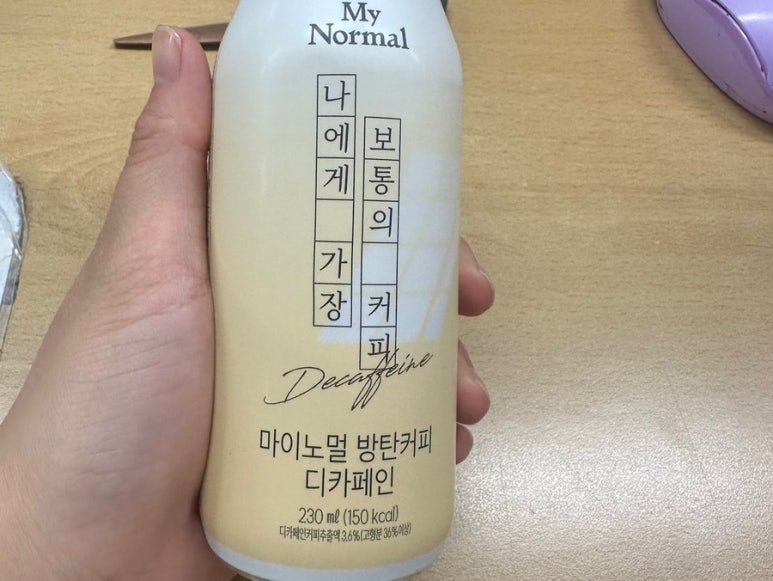 My
Normal
나에게 가장
보통의 커피
Decaffeine
마이노멀 방탄커피
디카페인
230 ㎖ (150 kcal)
디카페인커피추출액 3.6% (고형분 36%이상)